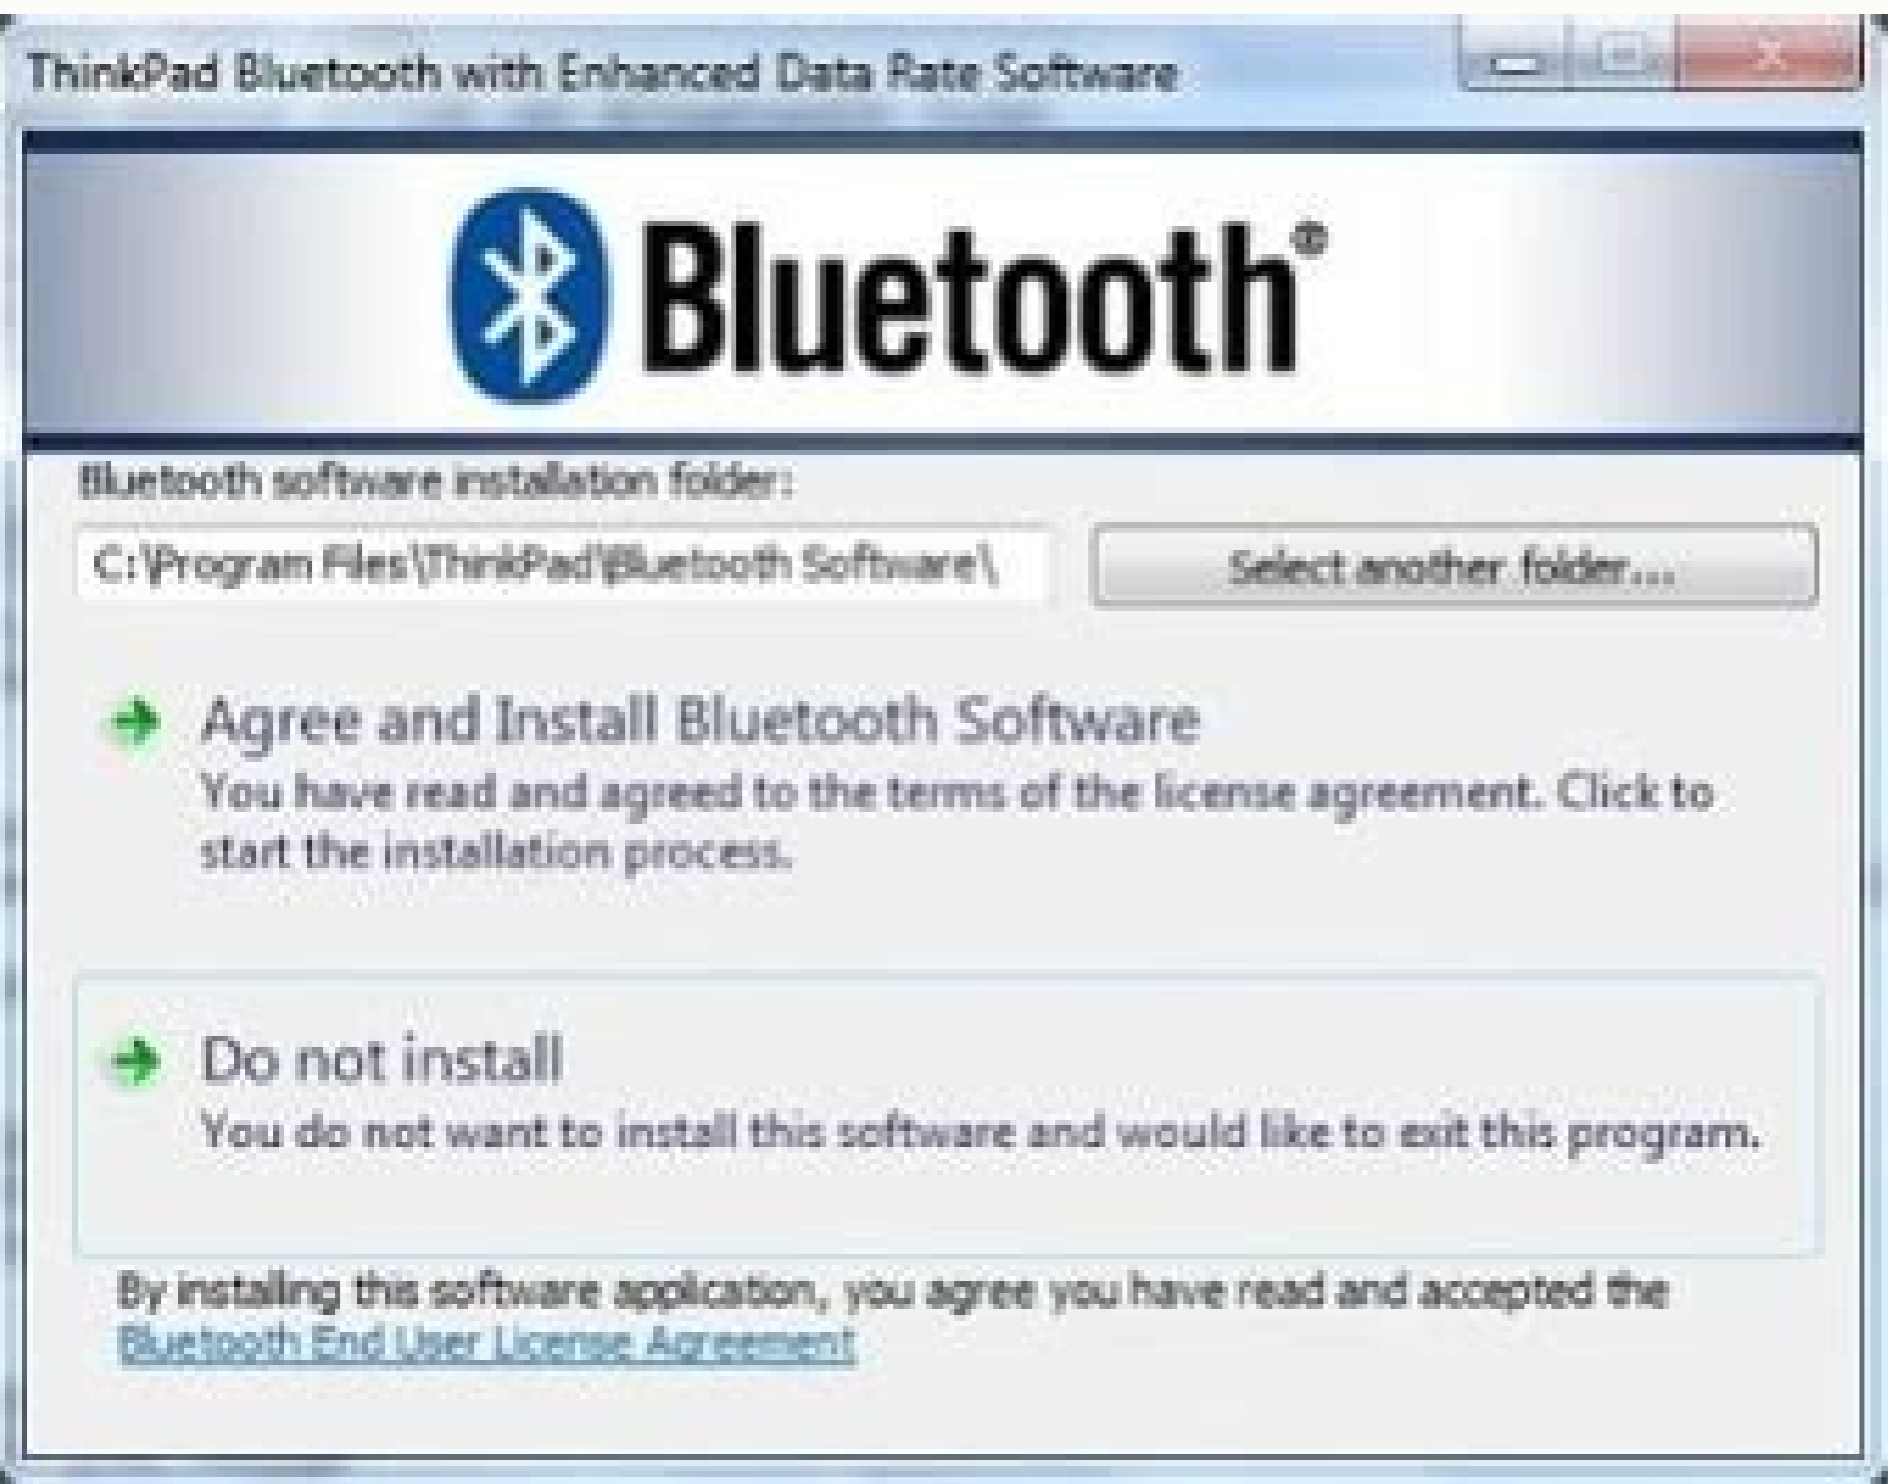 ThinkPad Bluetooth with Enhanced Data Rate Software
Bluetooth®
Bluetooth software installation folder:
C:\Program Files\ThinkPad\Bluetooth Software\
Select another folder...
Agree and Install Bluetooth Software
You have read and agreed to the terms of the license agreement. Click to
start the installation process.
Do not install
You do not want to install this software and would like to exit this program.
By installing this software application, you agree you have read and accepted the
Bluetooth End User License Agreement